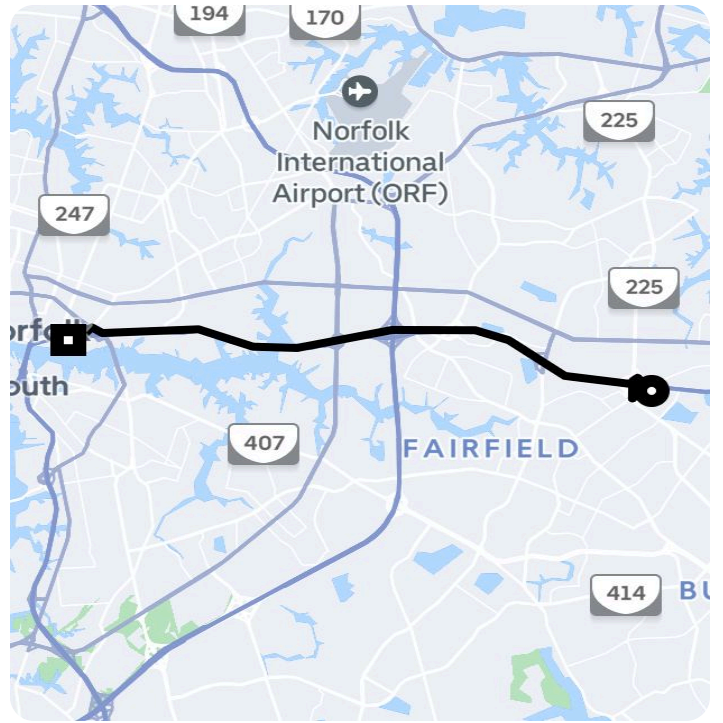 194
170
Norfolk
International
Airport (ORF)
225
247
225
orfolk
outh
407
FAIRFIELD
414
BU